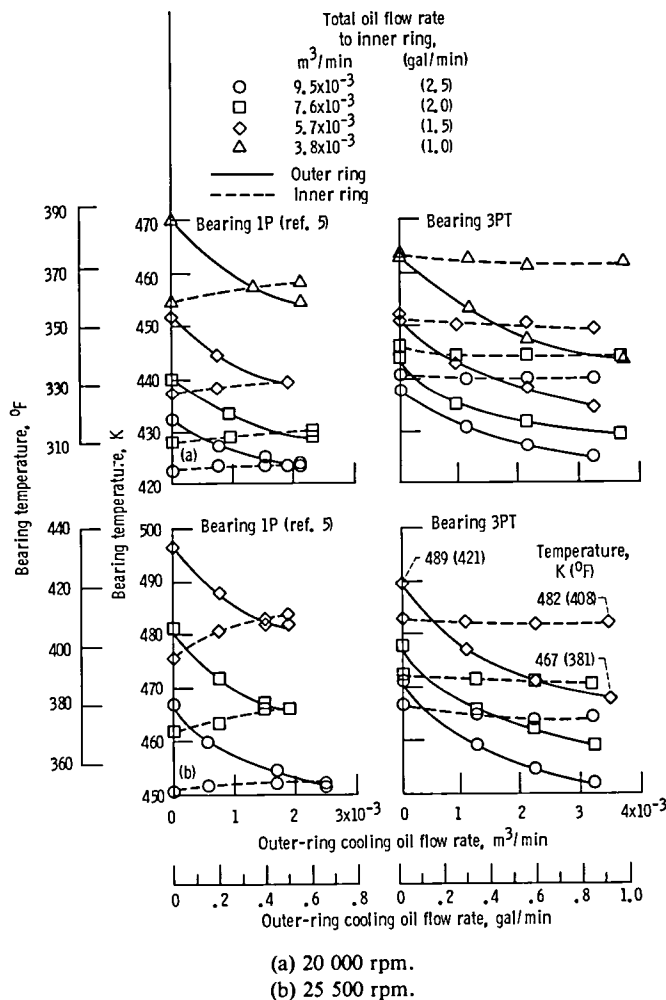 Total oil flow rate
to inner ring,
m³/min (gal/min)
9.5x10⁻³ (2.5)
7.6x10⁻³ (2.0)
5.7x10⁻³ (1.5)
3.8x10⁻³ (1.0)
Outer ring
Inner ring
Bearing temperature, °F
390
370
350
330
310
Bearing temperature, K
470
460
450
440
430
420
Bearing 1P (ref. 5)
(a)
Bearing 3PT
Bearing temperature, °F
440
420
400
380
360
Bearing temperature, K
500
490
480
470
460
450
Bearing 1P (ref. 5)
(b)
Bearing 3PT
Temperature,
K (°F)
489 (421)
482 (408)
467 (381)
0 1 2 3x10⁻³ 0 1 2 3 4x10⁻³
Outer-ring cooling oil flow rate, m³/min
0 .2 .4 .6 .8 0 .2 .4 .6 .8 1.0
Outer-ring cooling oil flow rate, gal/min
(a) 20 000 rpm.
(b) 25 500 rpm.